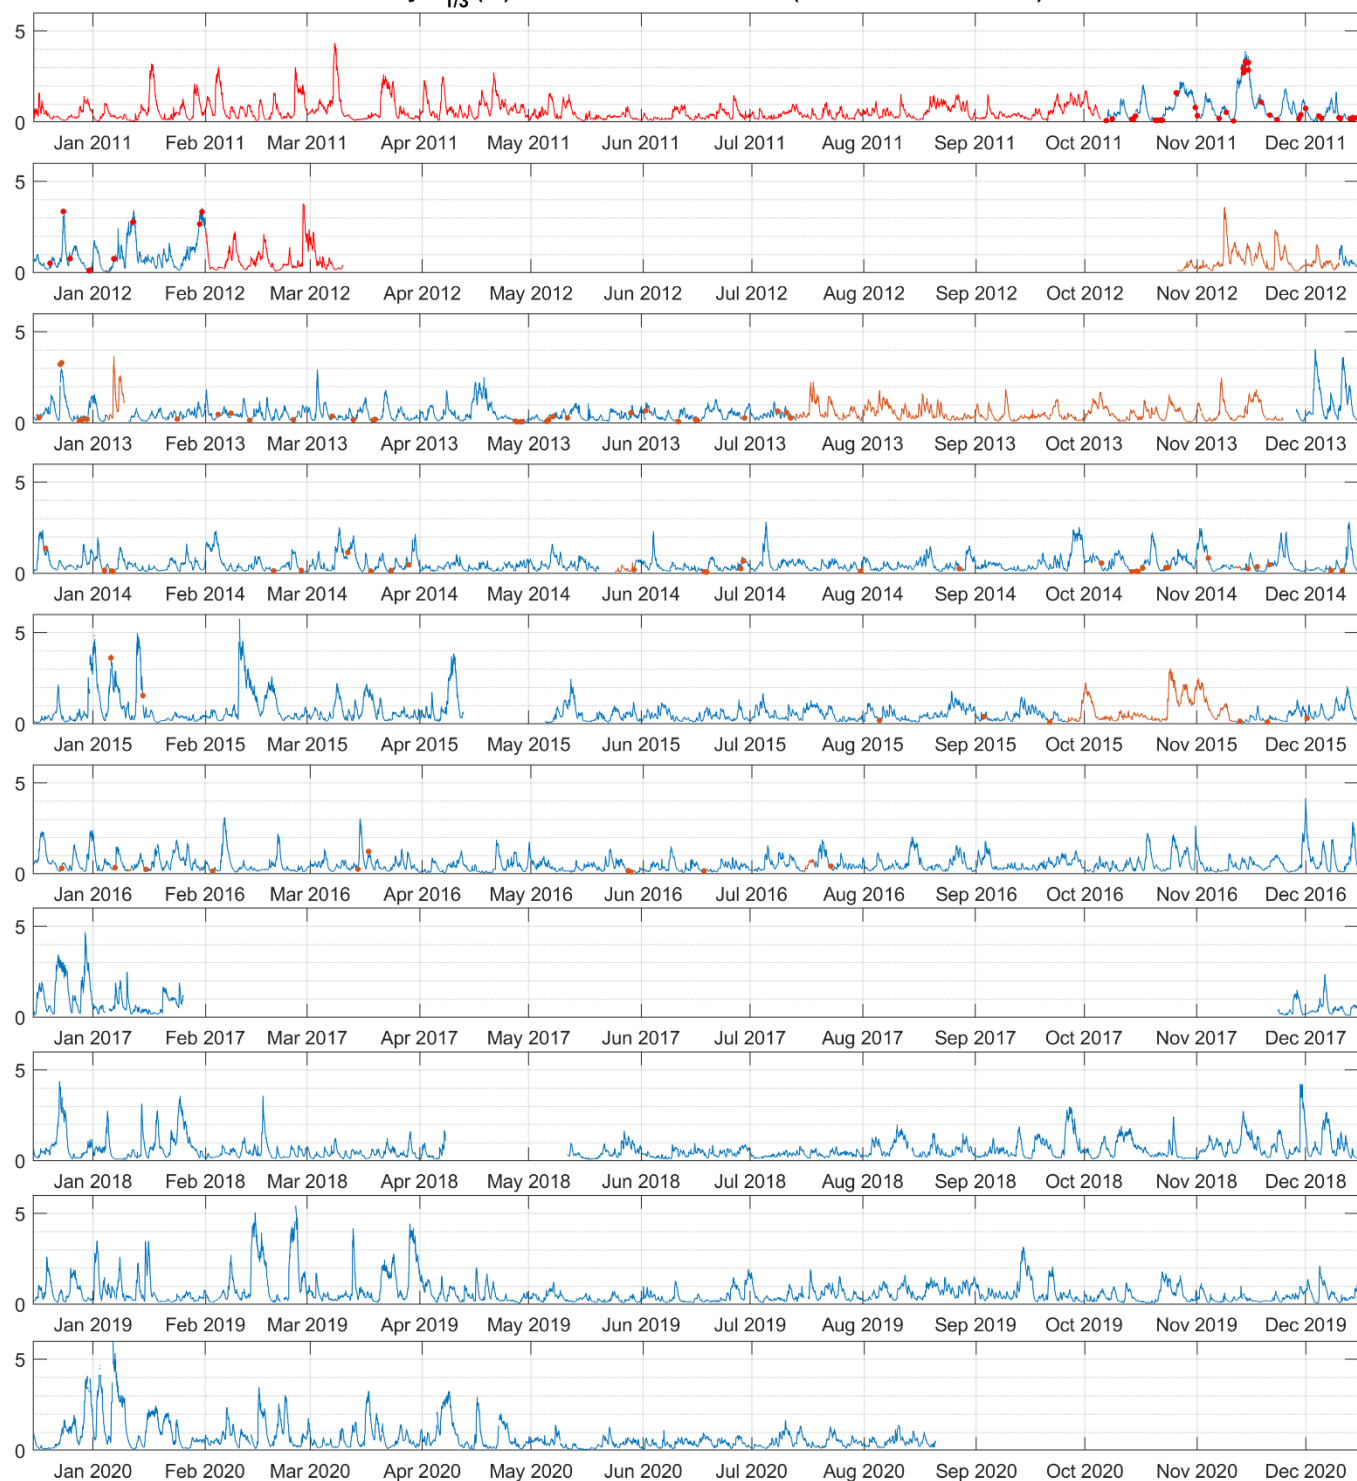 1/3
5
0
Jan 2011 Feb 2011 Mar 2011 Apr 2011 May 2011 Jun 2011 Jul 2011 Aug 2011 Sep 2011 Oct 2011 Nov 2011 Dec 2011
5
0
Jan 2012 Feb 2012 Mar 2012 Apr 2012 May 2012 Jun 2012 Jul 2012 Aug 2012 Sep 2012 Oct 2012 Nov 2012 Dec 2012
5
0
Jan 2013 Feb 2013 Mar 2013 Apr 2013 May 2013 Jun 2013 Jul 2013 Aug 2013 Sep 2013 Oct 2013 Nov 2013 Dec 2013
5
0
Jan 2014 Feb 2014 Mar 2014 Apr 2014 May 2014 Jun 2014 Jul 2014 Aug 2014 Sep 2014 Oct 2014 Nov 2014 Dec 2014
5
0
Jan 2015 Feb 2015 Mar 2015 Apr 2015 May 2015 Jun 2015 Jul 2015 Aug 2015 Sep 2015 Oct 2015 Nov 2015 Dec 2015
5
0
Jan 2016 Feb 2016 Mar 2016 Apr 2016 May 2016 Jun 2016 Jul 2016 Aug 2016 Sep 2016 Oct 2016 Nov 2016 Dec 2016
5
0
Jan 2017 Feb 2017 Mar 2017 Apr 2017 May 2017 Jun 2017 Jul 2017 Aug 2017 Sep 2017 Oct 2017 Nov 2017 Dec 2017
5
0
Jan 2018 Feb 2018 Mar 2018 Apr 2018 May 2018 Jun 2018 Jul 2018 Aug 2018 Sep 2018 Oct 2018 Nov 2018 Dec 2018
5
0
Jan 2019 Feb 2019 Mar 2019 Apr 2019 May 2019 Jun 2019 Jul 2019 Aug 2019 Sep 2019 Oct 2019 Nov 2019 Dec 2019
5
0
Jan 2020 Feb 2020 Mar 2020 Apr 2020 May 2020 Jun 2020 Jul 2020 Aug 2020 Sep 2020 Oct 2020 Nov 2020 Dec 2020